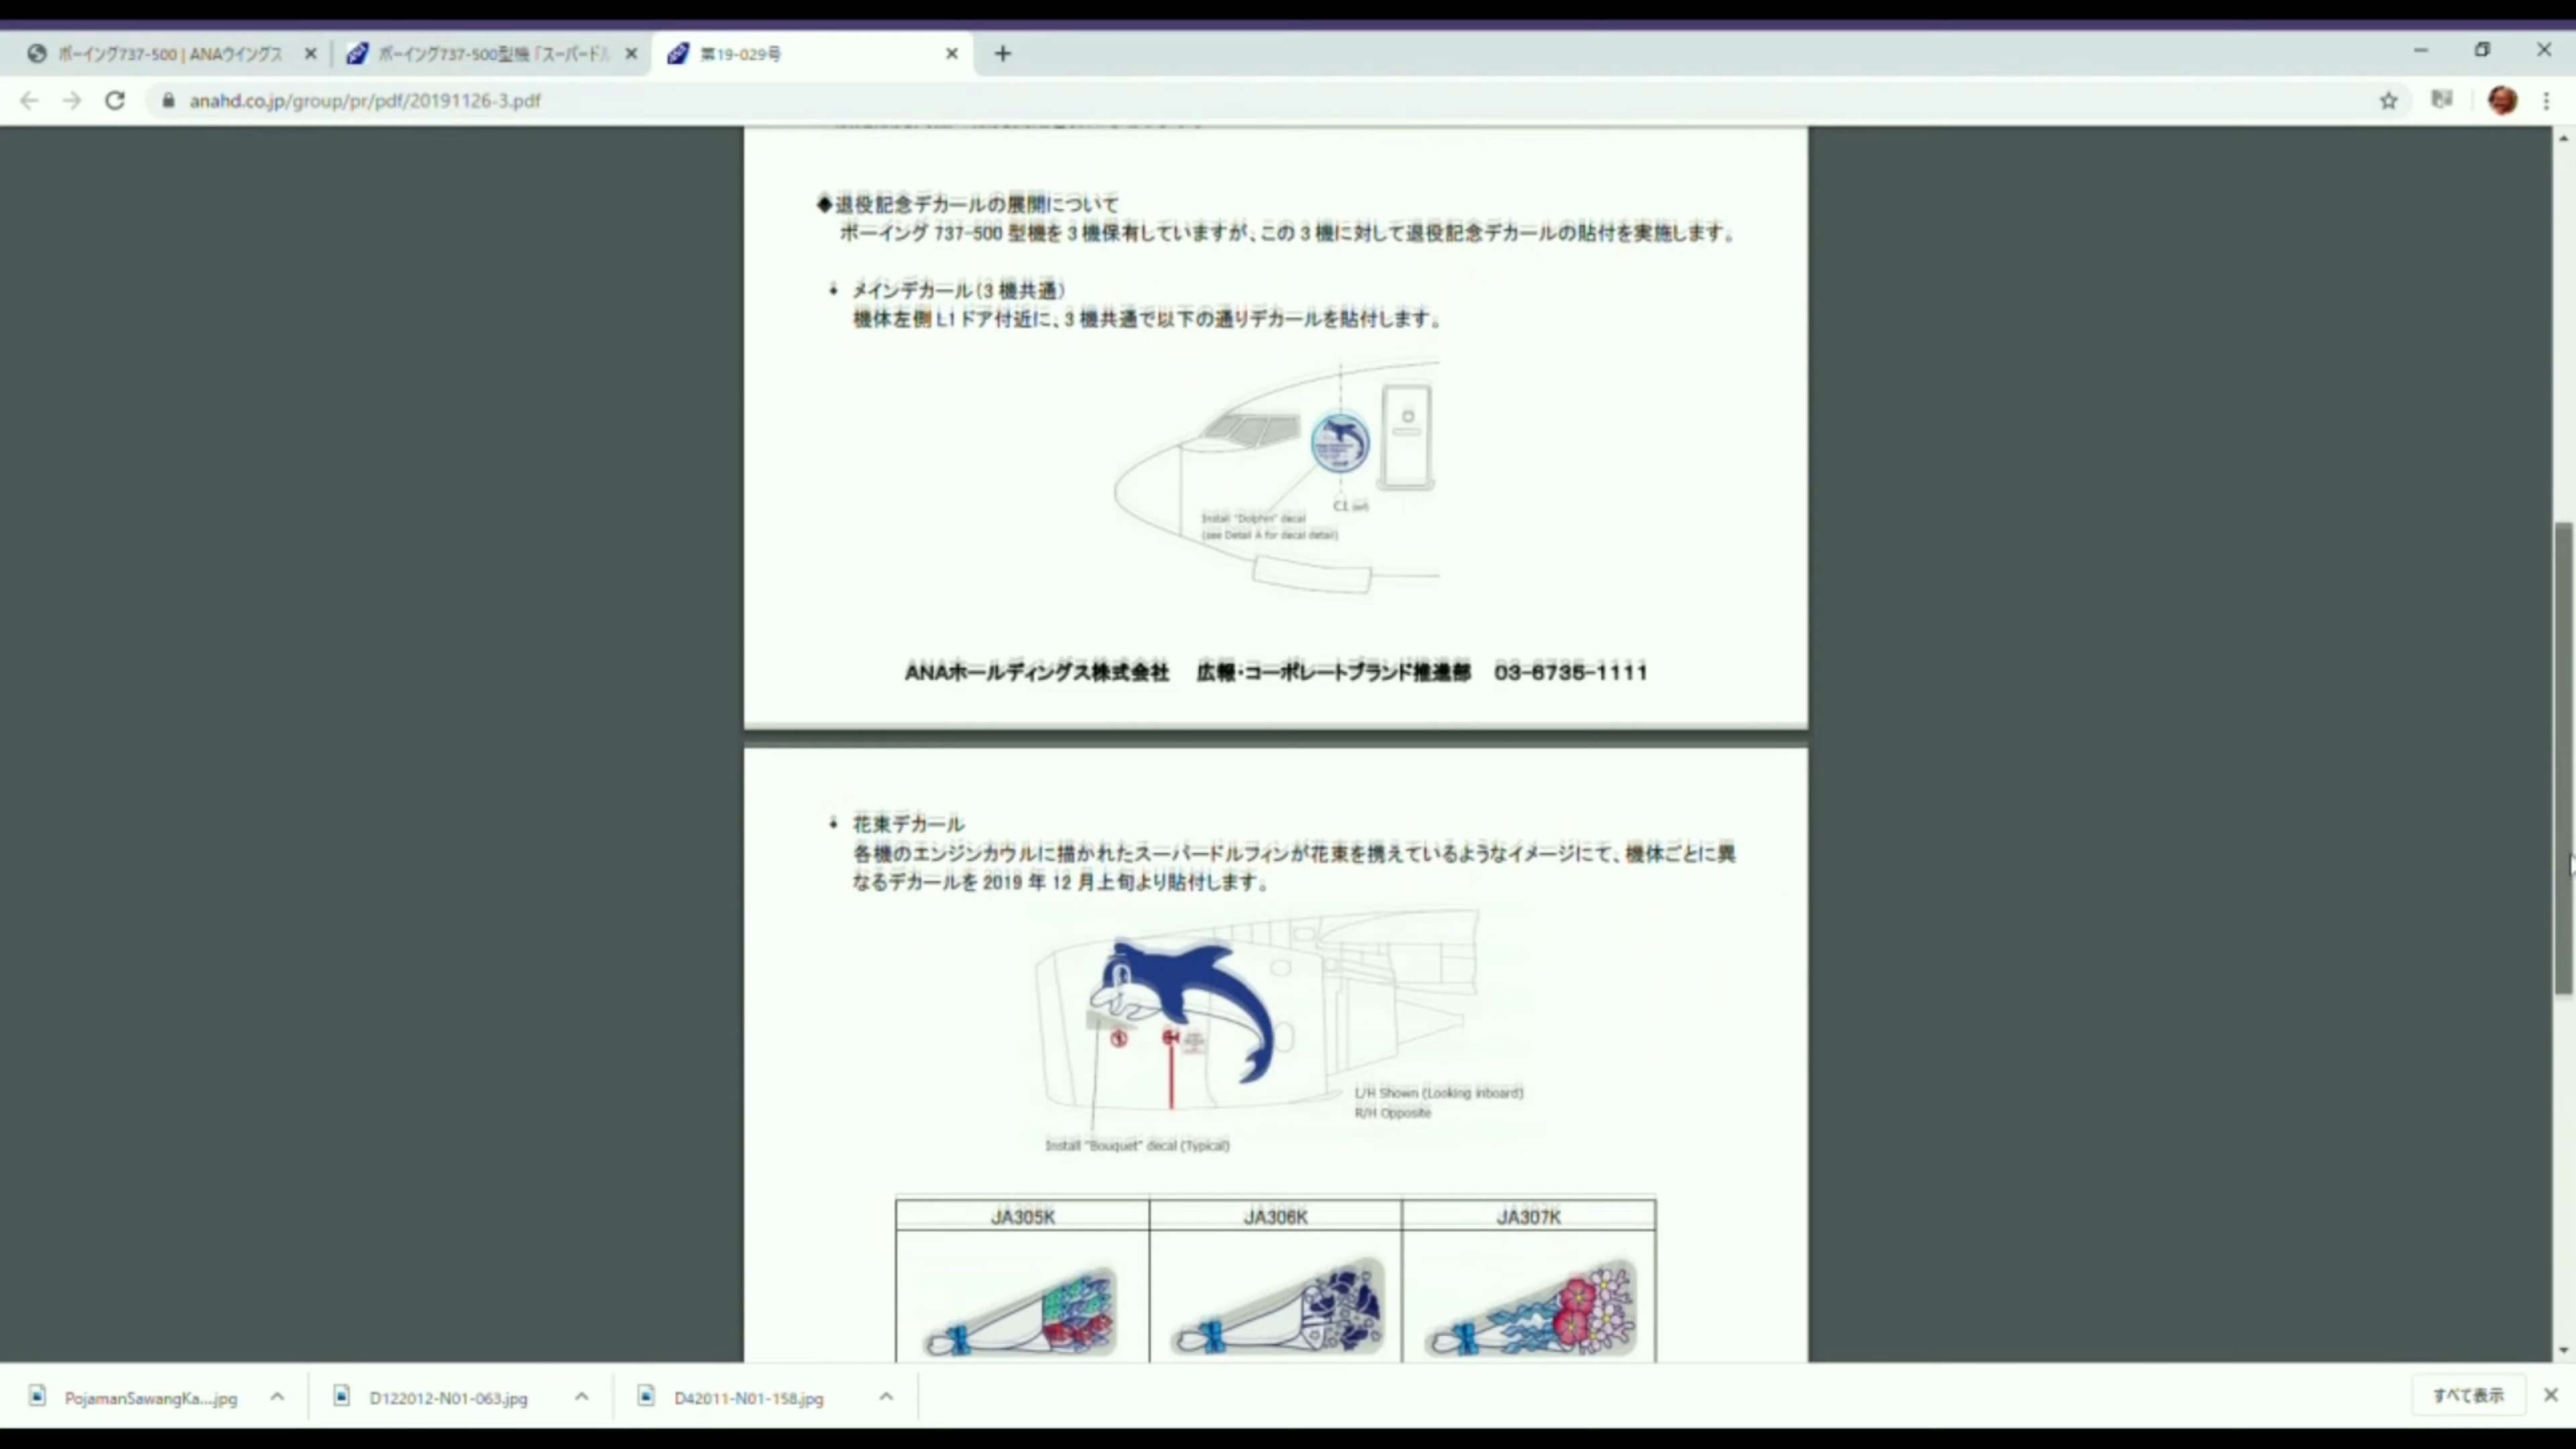 ボーイング737-500 | ANAウイングス
ボーイング737-500型機「スーパードル
第19-029号
anahd.co.jp/group/pr/pdf/20191126-3.pdf
◆退役記念デカールの展開について
ボーイング 737-500 型機を 3 機保有していますが、この 3 機に対して退役記念デカールの貼付を実施します。
• メインデカール(3 機共通)
機体左側 L1 ドア付近に、3 機共通で以下の通りデカールを貼付します。
Install "Dolphin" decal
(see Detail A for decal detail)
ANAホールディングス株式会社 広報・コーポレートブランド推進部 03-6735-1111
• 花束デカール
各機のエンジンカウルに描かれたスーパードルフィンが花束を携えているようなイメージにて、機体ごとに異
なるデカールを 2019 年 12 月上旬より貼付します。
L/H Shown (Looking inboard)
R/H Opposite
Install "Bouquet" decal (Typical)
JA305K JA306K JA307K
PojamanSawangKa....jpg
D122012-N01-063.jpg
D42011-N01-158.jpg
すべて表示